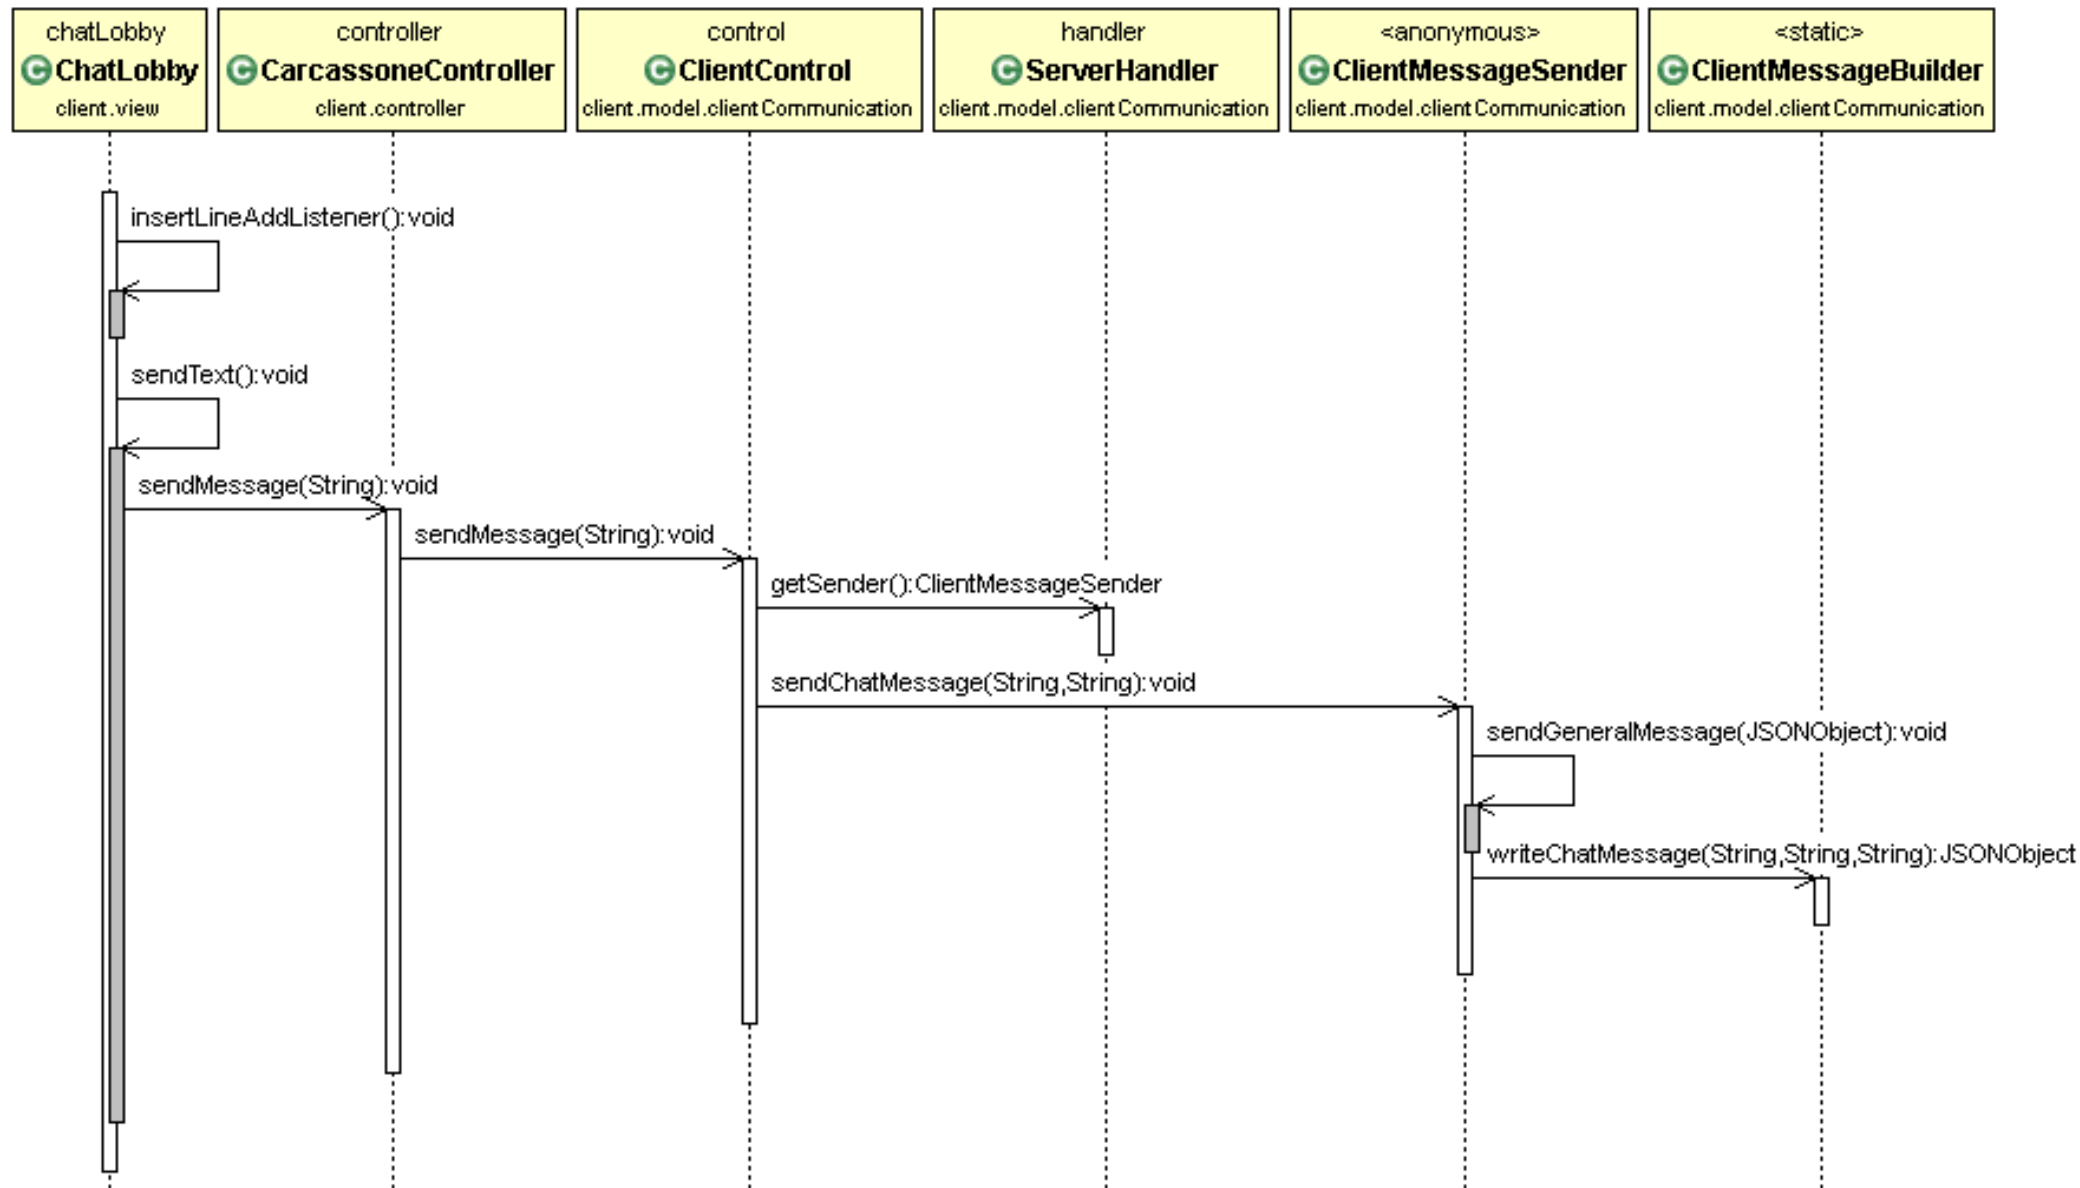 chatLobby
C ChatLobby
client.view
controller
C CarcassoneController
client.controller
control
C ClientControl
client.model.clientCommunication
handler
C ServerHandler
client.model.clientCommunication
<anonymous>
C ClientMessageSender
client.model.clientCommunication
<static>
C ClientMessageBuilder
client.model.clientCommunication
insertLineAddListener():void
sendText():void
sendMessage(String):void
sendMessage(String):void
getSender():ClientMessageSender
sendChatMessage(String,String):void
sendGeneralMessage(JSONObject):void
writeChatMessage(String,String,String):JSONObject